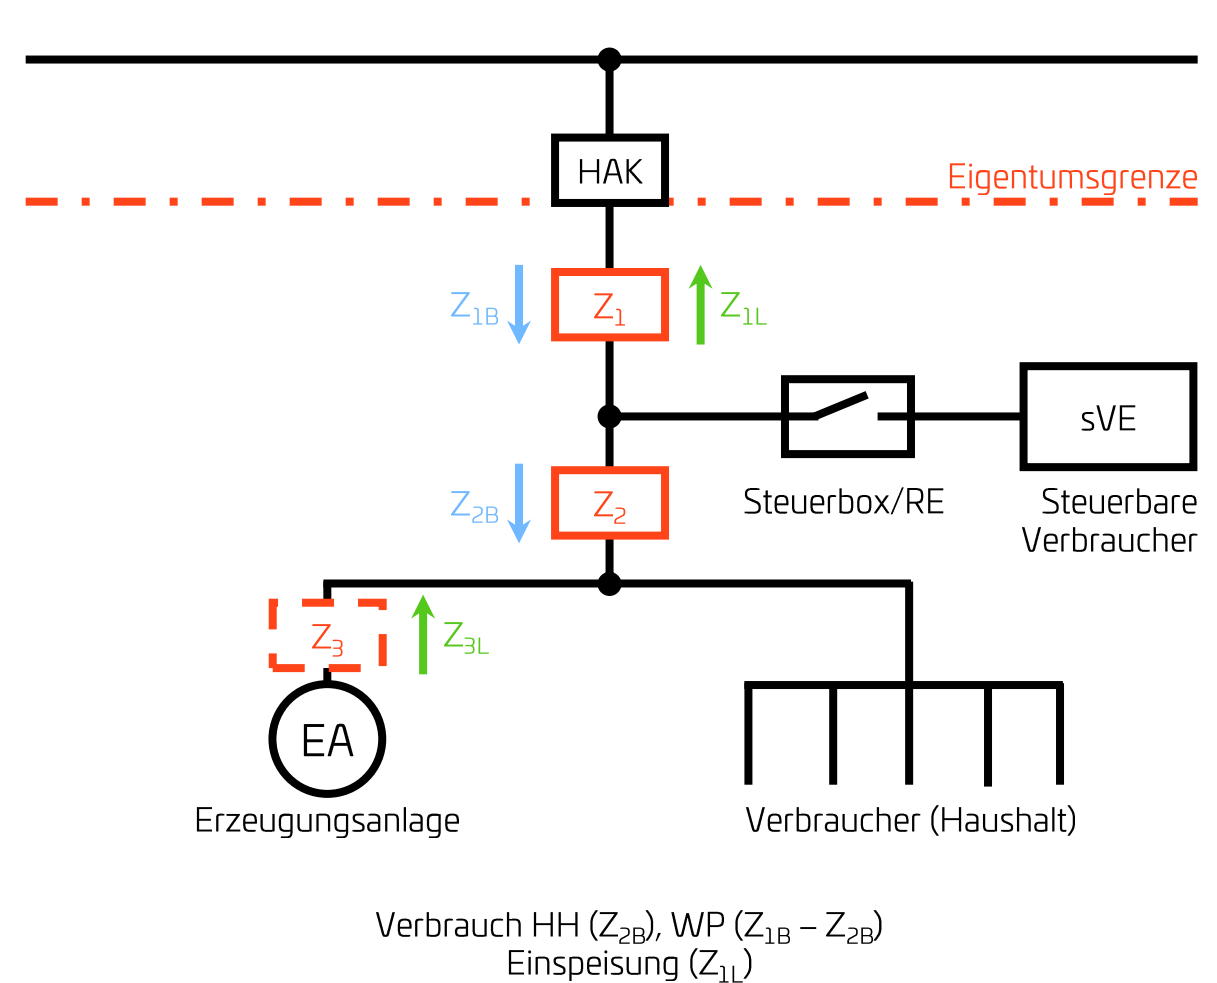 HAK
Eigentumsgrenze
Z1B
Z1
Z1L
sVE
Z2B
Z2
Steuerbox/RE
Steuerbare
Verbraucher
Z3
Z3L
EA
Erzeugungsanlage
Verbraucher (Haushalt)
Verbrauch HH (Z2B), WP (Z1B – Z2B)
Einspeisung (Z1L)